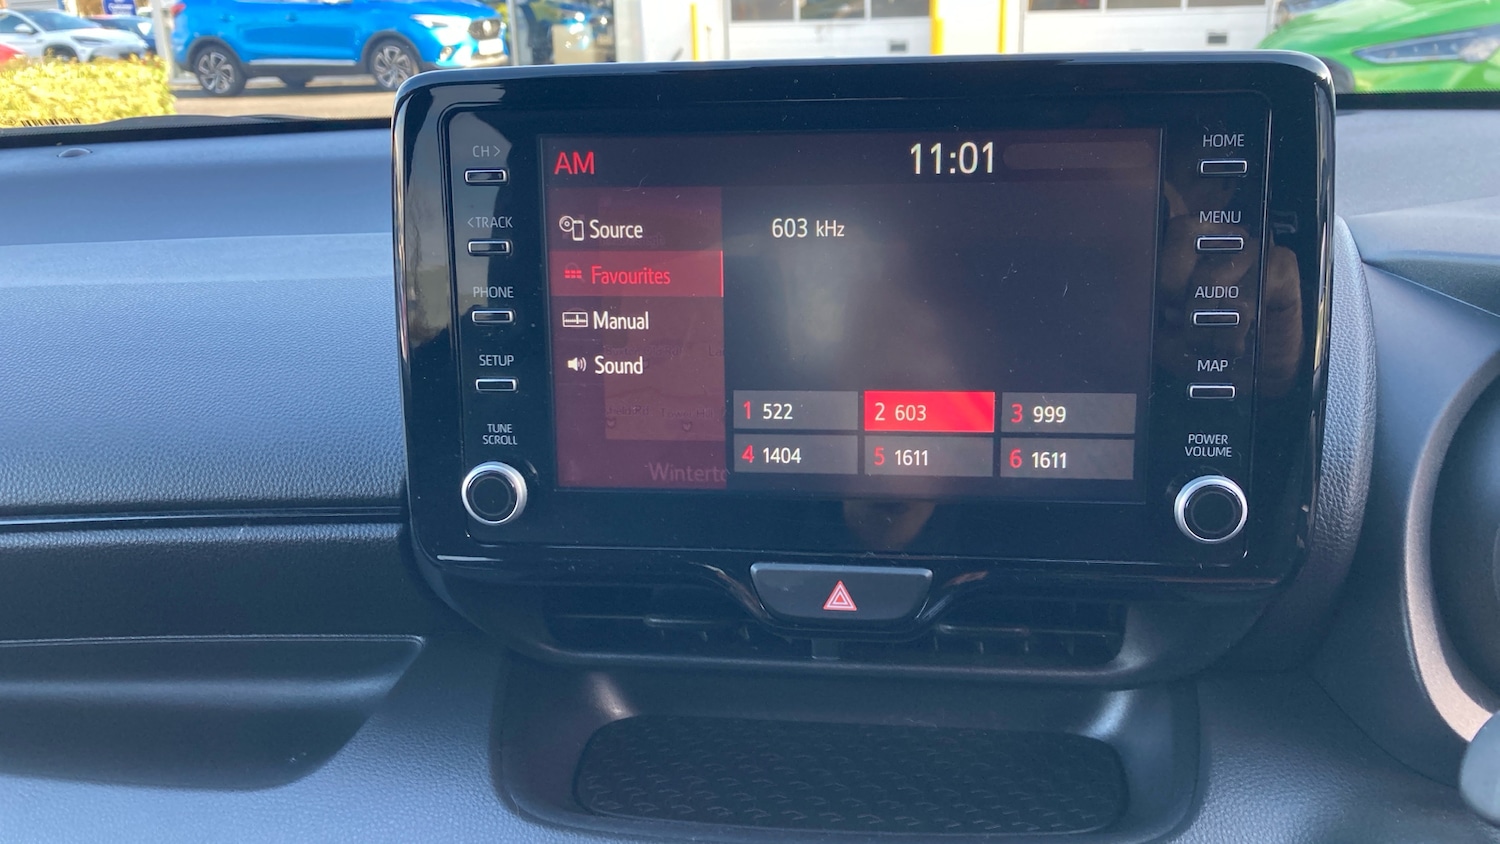 CH>
<TRACK
PHONE
SETUP
TUNE
SCROLL
AM
11:01
Source
Favourites
Manual
Sound
603 kHz
1 522
2 603
3 999
4 1404
5 1611
6 1611
HOME
MENU
AUDIO
MAP
POWER
VOLUME